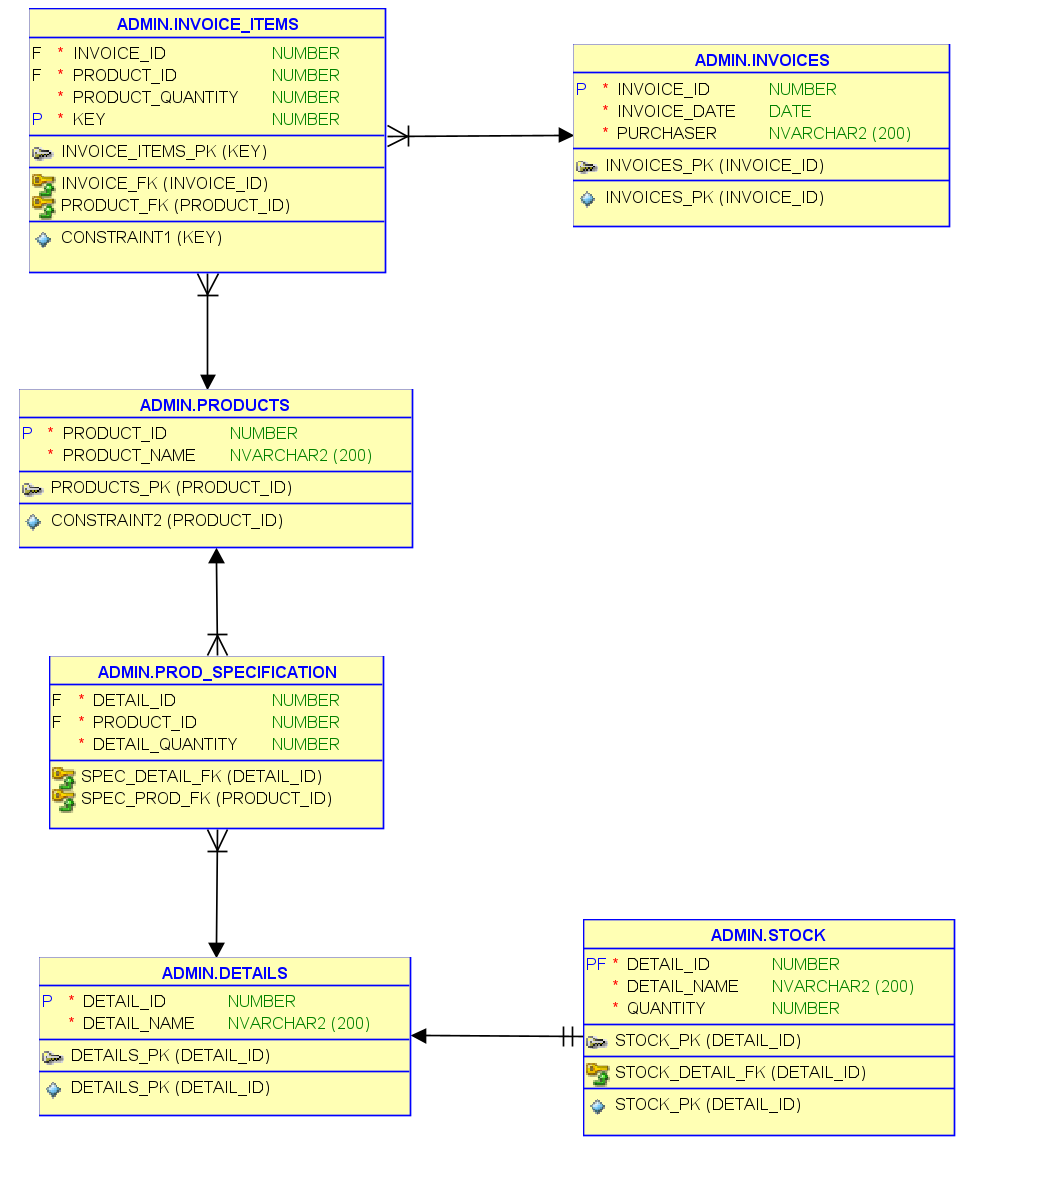 ADMIN.INVOICE_ITEMS
F * INVOICE_ID NUMBER
F * PRODUCT_ID NUMBER
* PRODUCT_QUANTITY NUMBER
P * KEY NUMBER
INVOICE_ITEMS_PK (KEY)
INVOICE_FK (INVOICE_ID)
PRODUCT_FK (PRODUCT_ID)
CONSTRAINT1 (KEY)
ADMIN.INVOICES
P * INVOICE_ID NUMBER
* INVOICE_DATE DATE
* PURCHASER NVARCHAR2 (200)
INVOICES_PK (INVOICE_ID)
INVOICES_PK (INVOICE_ID)
ADMIN.PRODUCTS
P * PRODUCT_ID NUMBER
* PRODUCT_NAME NVARCHAR2 (200)
PRODUCTS_PK (PRODUCT_ID)
CONSTRAINT2 (PRODUCT_ID)
ADMIN.PROD_SPECIFICATION
F * DETAIL_ID NUMBER
F * PRODUCT_ID NUMBER
* DETAIL_QUANTITY NUMBER
SPEC_DETAIL_FK (DETAIL_ID)
SPEC_PROD_FK (PRODUCT_ID)
ADMIN.DETAILS
P * DETAIL_ID NUMBER
* DETAIL_NAME NVARCHAR2 (200)
DETAILS_PK (DETAIL_ID)
DETAILS_PK (DETAIL_ID)
ADMIN.STOCK
PF * DETAIL_ID NUMBER
* DETAIL_NAME NVARCHAR2 (200)
* QUANTITY NUMBER
STOCK_PK (DETAIL_ID)
STOCK_DETAIL_FK (DETAIL_ID)
STOCK_PK (DETAIL_ID)